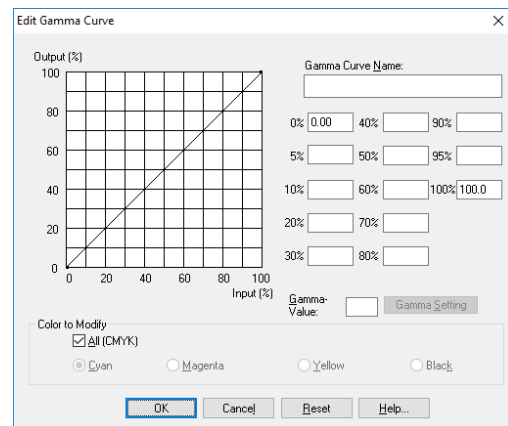 Edit Gamma Curve
Output (%)
100
80
60
40
20
0
0 20 40 60 80 100
Input (%)
Gamma Curve Name:
0% 0.00 40% 90%
5% 50% 95%
10% 60% 100% 100.0
20% 70%
30% 80%
Gamma-
Value:
Gamma Setting
Color to Modify
All (CMYK)
Cyan Magenta Yellow Black
OK Cancel Reset Help...